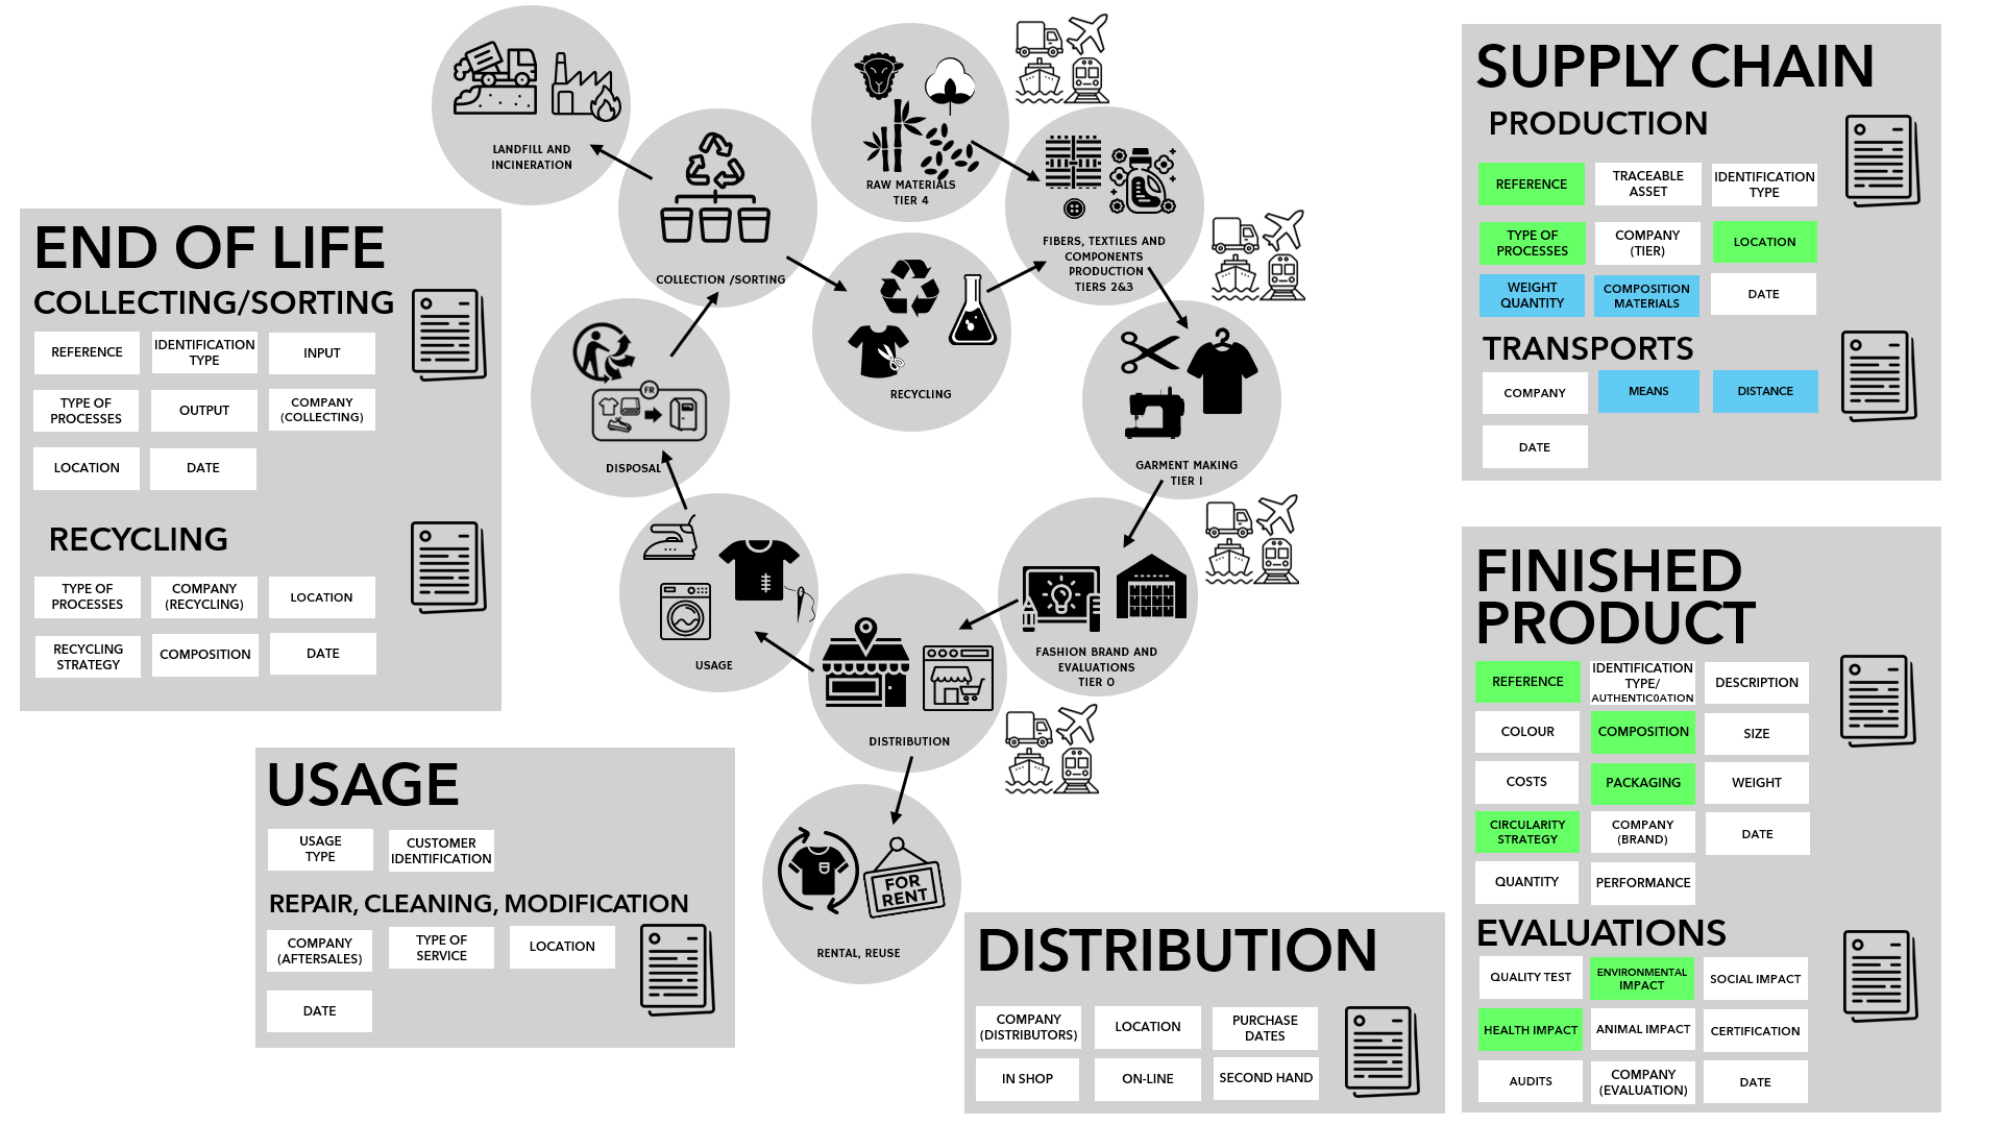 LANDFILL AND
INCINERATION
COLLECTION /SORTING
RAW MATERIALS
TIER 4
FIBERS, TEXTILES AND
COMPONENTS
PRODUCTION
TIERS 2&3
RECYCLING
GARMENT MAKING
TIER I
FR
DISPOSAL
USAGE
FASHION BRAND AND
EVALUATIONS
TIER O
DISTRIBUTION
FOR
RENT
RENTAL, REUSE
END OF LIFE
COLLECTING/SORTING
REFERENCE
IDENTIFICATION
TYPE
INPUT
TYPE OF
PROCESSES
OUTPUT
COMPANY
(COLLECTING)
LOCATION
DATE
RECYCLING
TYPE OF
PROCESSES
COMPANY
(RECYCLING)
LOCATION
RECYCLING
STRATEGY
COMPOSITION
DATE
USAGE
USAGE
TYPE
CUSTOMER
IDENTIFICATION
REPAIR, CLEANING, MODIFICATION
COMPANY
(AFTERSALES)
TYPE OF
SERVICE
LOCATION
DATE
DISTRIBUTION
COMPANY
(DISTRIBUTORS)
LOCATION
PURCHASE
DATES
IN SHOP
ON-LINE
SECOND HAND
SUPPLY CHAIN
PRODUCTION
REFERENCE
TRACEABLE
ASSET
IDENTIFICATION
TYPE
TYPE OF
PROCESSES
COMPANY
(TIER)
LOCATION
WEIGHT
QUANTITY
COMPOSITION
MATERIALS
DATE
TRANSPORTS
COMPANY
MEANS
DISTANCE
DATE
FINISHED
PRODUCT
REFERENCE
IDENTIFICATION
TYPE/
AUTHENTICOATION
DESCRIPTION
COLOUR
COMPOSITION
SIZE
COSTS
PACKAGING
WEIGHT
CIRCULARITY
STRATEGY
COMPANY
(BRAND)
DATE
QUANTITY
PERFORMANCE
EVALUATIONS
QUALITY TEST
ENVIRONMENTAL
IMPACT
SOCIAL IMPACT
HEALTH IMPACT
ANIMAL IMPACT
CERTIFICATION
AUDITS
COMPANY
(EVALUATION)
DATE